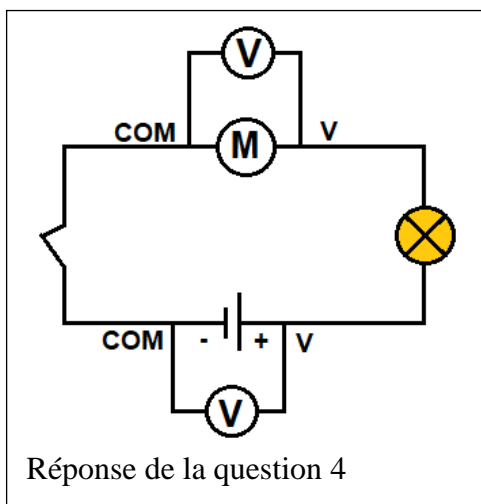 V
COM V
M
COM - + V
V
Réponse de la question 4